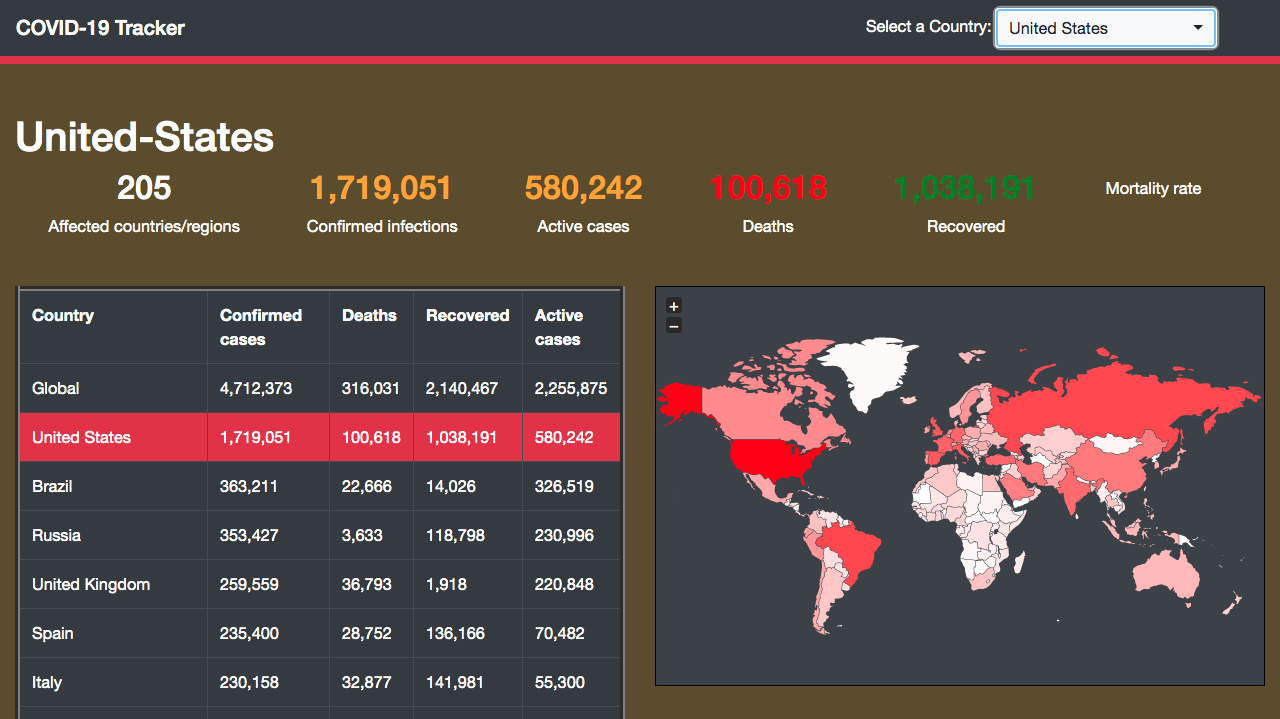 COVID-19 Tracker
Select a Country: United States
United-States
205 1,719,051 580,242 100,618 1,038,191 Mortality rate
Affected countries/regions Confirmed infections Active cases Deaths Recovered
+
−
Country Confirmed cases Deaths Recovered Active cases
Global 4,712,373 316,031 2,140,467 2,255,875
United States 1,719,051 100,618 1,038,191 580,242
Brazil 363,211 22,666 14,026 326,519
Russia 353,427 3,633 118,798 230,996
United Kingdom 259,559 36,793 1,918 220,848
Spain 235,400 28,752 136,166 70,482
Italy 230,158 32,877 141,981 55,300